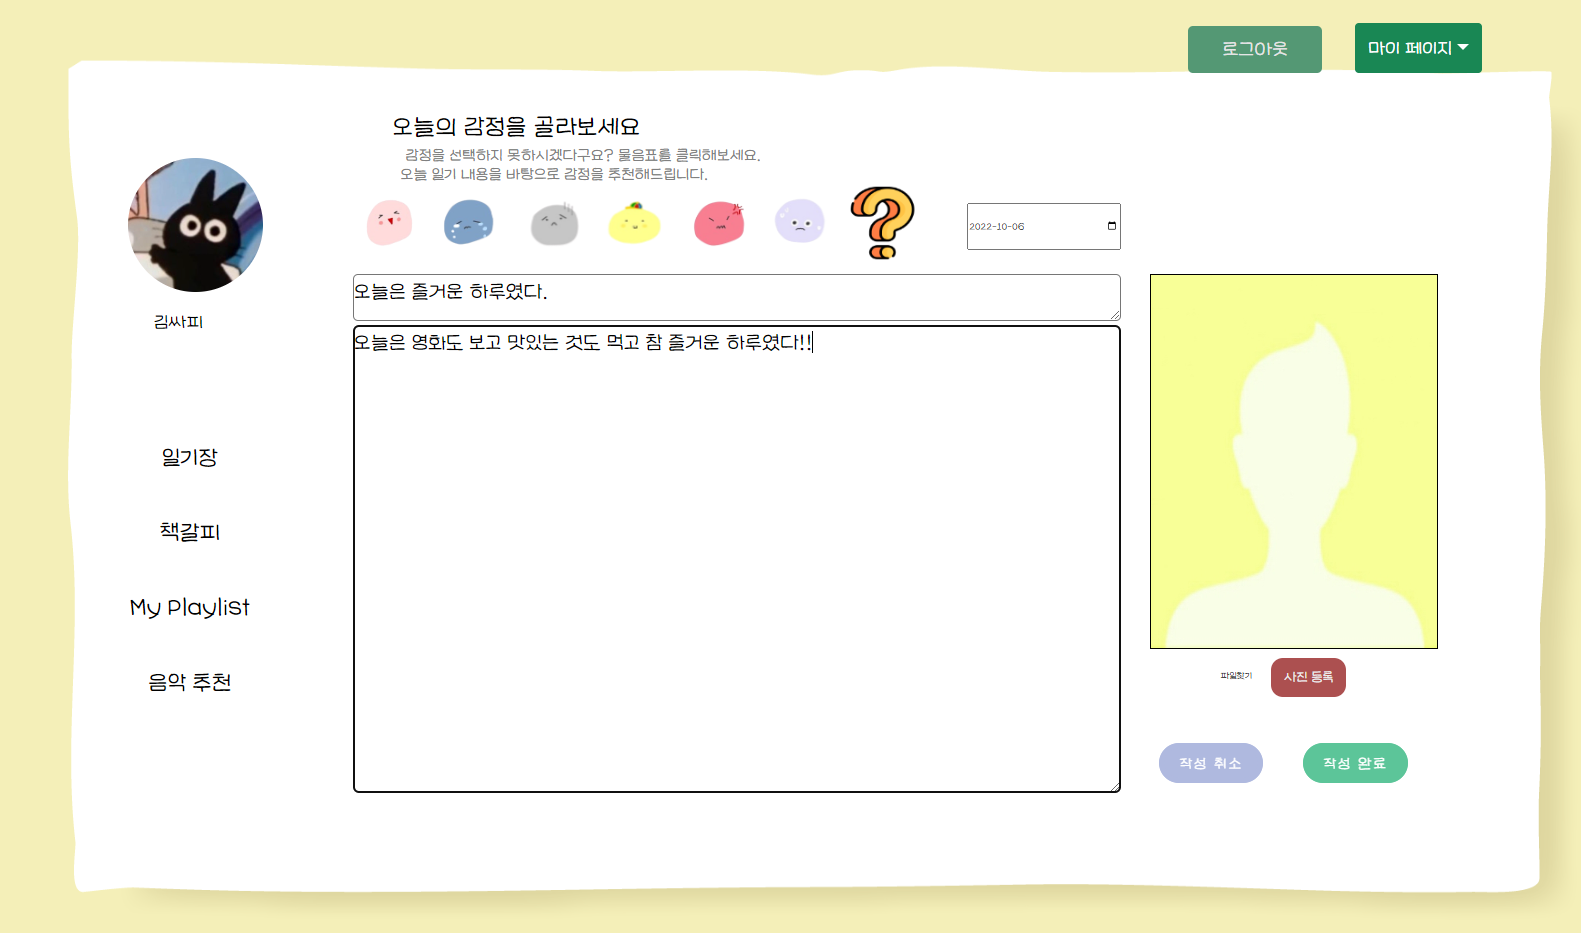 로그아웃
마이 페이지
오늘의 감정을 골라보세요
감정을 선택하지 못하시겠다구요? 물음표를 클릭해보세요.
오늘 일기 내용을 바탕으로 감정을 추천해드립니다.
2022-10-06
오늘은 즐거운 하루였다.
김싸피
오늘은 영화도 보고 맛있는 것도 먹고 참 즐거운 하루였다!!
일기장
책갈피
My Playlist
음악 추천
파일찾기
사진 등록
작성 취소
작성 완료